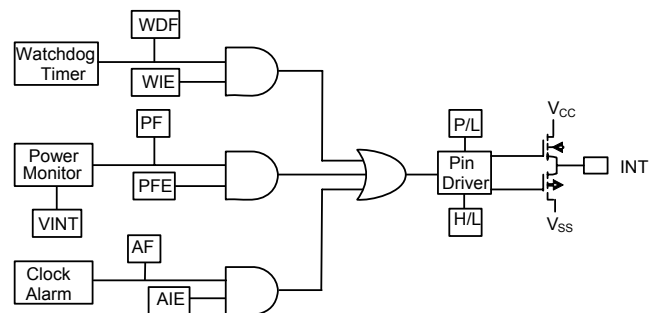 WDF
Watchdog
Timer
WIE
PF
P/L
VCC
Power
Monitor
PFE
Pin
Driver
INT
VINT
H/L
VSS
AF
Clock
Alarm
AIE